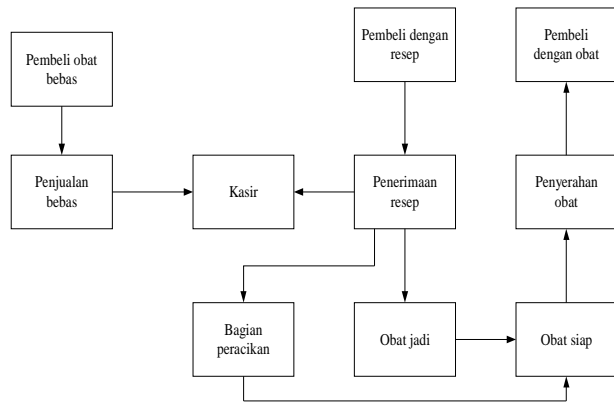 Pembeli obat
bebas
Pembeli dengan
resep
Pembeli
dengan obat
Penjualan
bebas
Kasir
Penerimaan
resep
Penyerahan
obat
Bagian
peracikan
Obat jadi
Obat siap